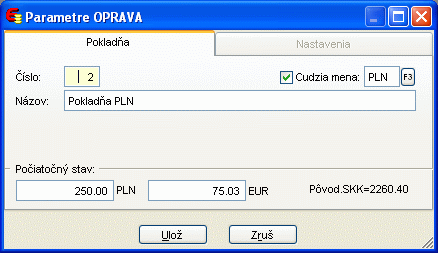 Parametre OPRAVA
Pokladňa Nastavenia
Číslo: 2 Cudzia mena: PLN F3
Názov: Pokladňa PLN
Počiatočný stav:
250.00 PLN 75.03 EUR Pôvod.SKK=2260.40
Ulož Zruš